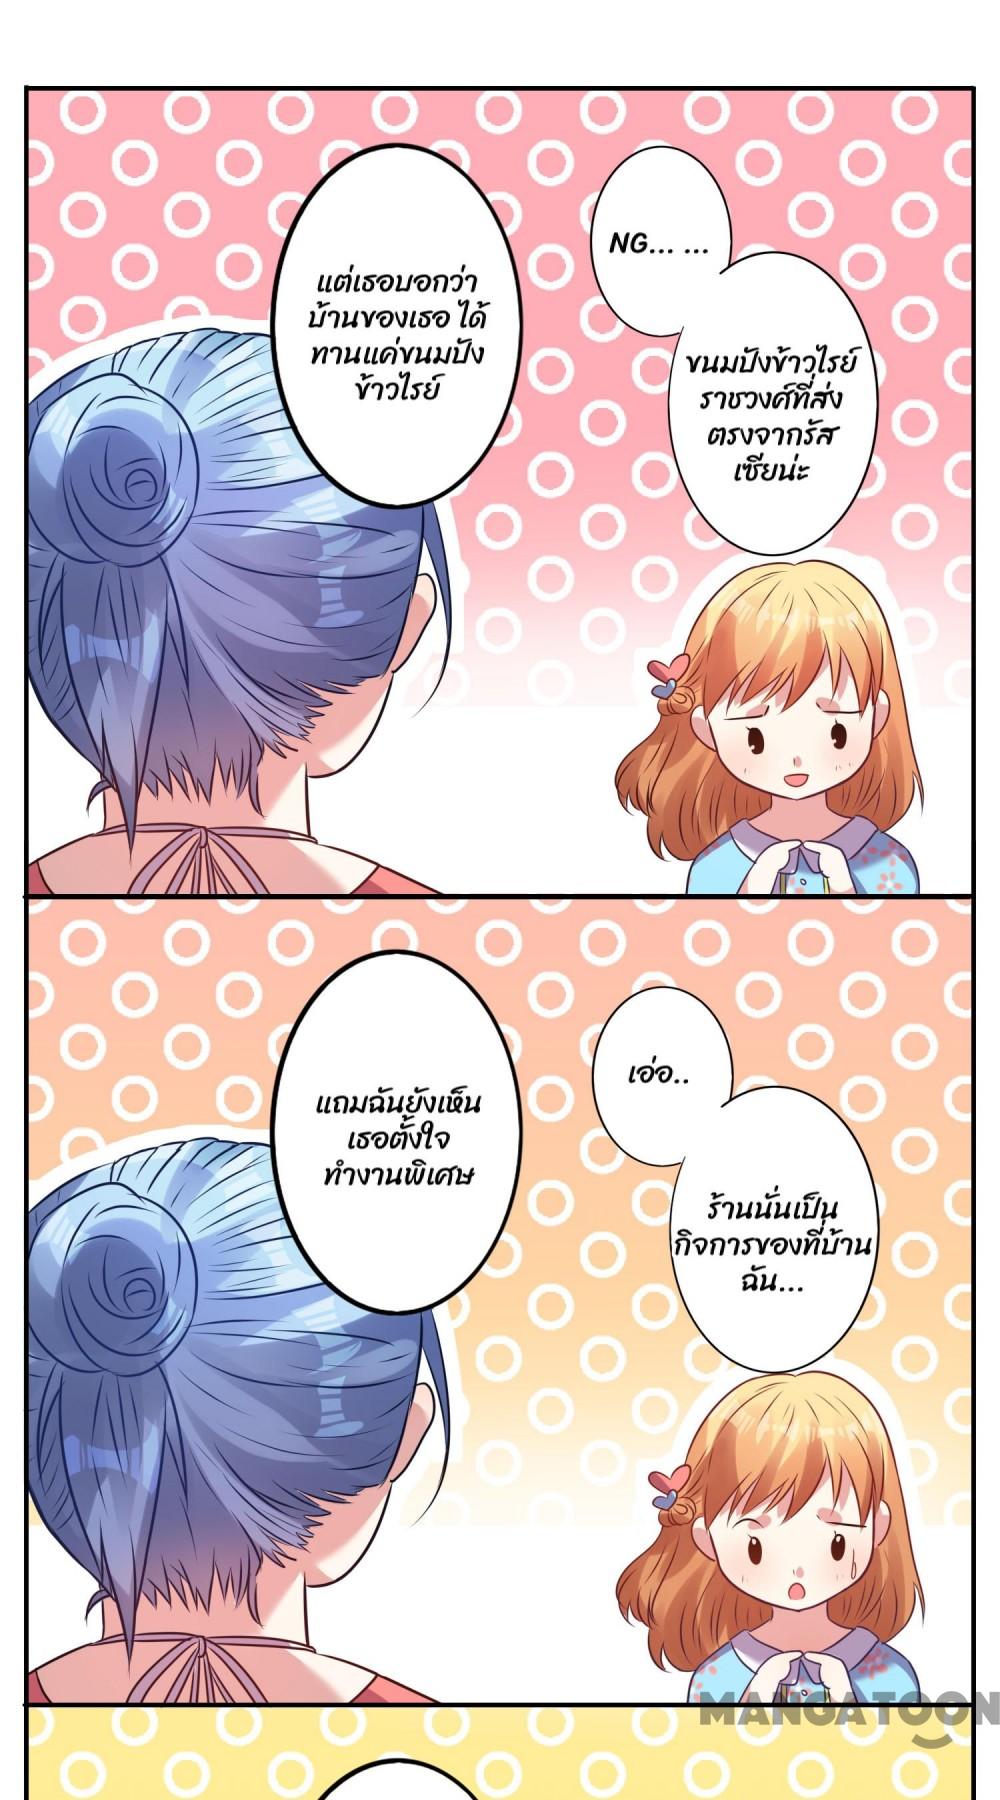 แต่เธอบอกว่า
บ้านของเธอ ได้
ทานแค่ขนมปัง
ข้าวไรย์
NG... ...
ขนมปังข้าวไรย์
ราชวงศ์ที่ส่ง
ตรงจากรัส
เซียน่ะ
แถมฉันยังเห็น
เธอตั้งใจ
ทำงานพิเศษ
เอ่อ..
ร้านนั่นเป็น
กิจการของที่บ้าน
ฉัน...
MANGATOON